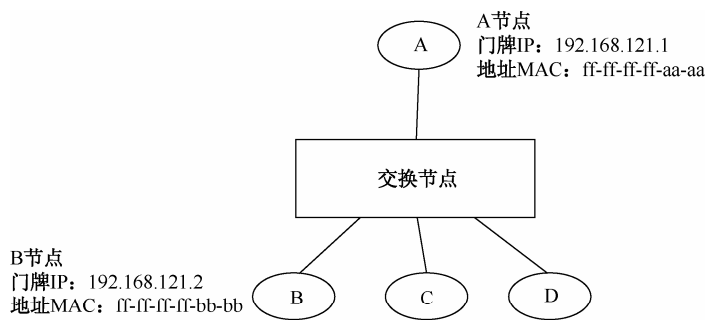 A节点
门牌IP：192.168.121.1
地址MAC：ff-ff-ff-ff-aa-aa
A
交换节点
B节点
门牌IP：192.168.121.2
地址MAC：ff-ff-ff-ff-bb-bb
B
C
D